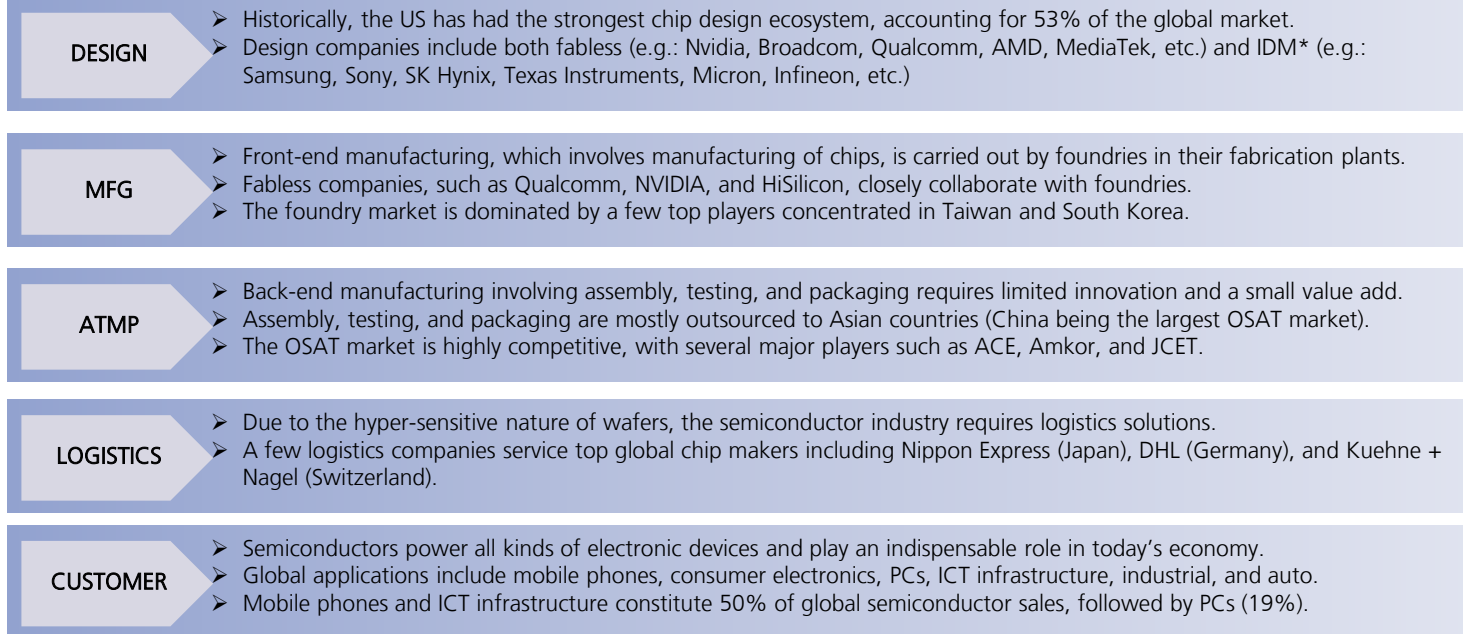 DESIGN
➢ Historically, the US has had the strongest chip design ecosystem, accounting for 53% of the global market.
➢ Design companies include both fabless (e.g.: Nvidia, Broadcom, Qualcomm, AMD, MediaTek, etc.) and IDM* (e.g.:
Samsung, Sony, SK Hynix, Texas Instruments, Micron, Infineon, etc.)
MFG
➢ Front-end manufacturing, which involves manufacturing of chips, is carried out by foundries in their fabrication plants.
➢ Fabless companies, such as Qualcomm, NVIDIA, and HiSilicon, closely collaborate with foundries.
➢ The foundry market is dominated by a few top players concentrated in Taiwan and South Korea.
ATMP
➢ Back-end manufacturing involving assembly, testing, and packaging requires limited innovation and a small value add.
➢ Assembly, testing, and packaging are mostly outsourced to Asian countries (China being the largest OSAT market).
➢ The OSAT market is highly competitive, with several major players such as ACE, Amkor, and JCET.
LOGISTICS
➢ Due to the hyper-sensitive nature of wafers, the semiconductor industry requires logistics solutions.
➢ A few logistics companies service top global chip makers including Nippon Express (Japan), DHL (Germany), and Kuehne +
Nagel (Switzerland).
CUSTOMER
➢ Semiconductors power all kinds of electronic devices and play an indispensable role in today's economy.
➢ Global applications include mobile phones, consumer electronics, PCs, ICT infrastructure, industrial, and auto.
➢ Mobile phones and ICT infrastructure constitute 50% of global semiconductor sales, followed by PCs (19%).